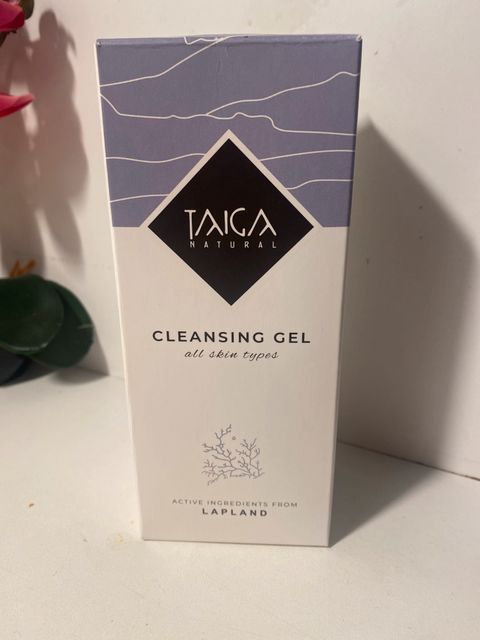 TAIGA
NATURAL
CLEANSING GEL
all skin types
ACTIVE INGREDIENTS FROM
LAPLAND